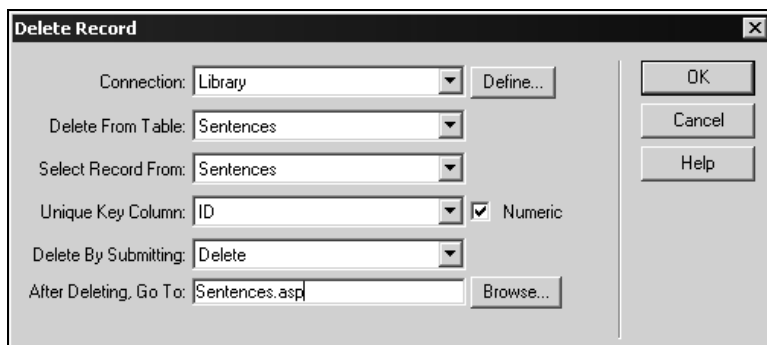 Delete Record
Connection: Library Define... OK
Delete From Table: Sentences Cancel
Select Record From: Sentences Help
Unique Key Column: ID Numeric
Delete By Submitting: Delete
After Deleting, Go To: Sentences.asp Browse...